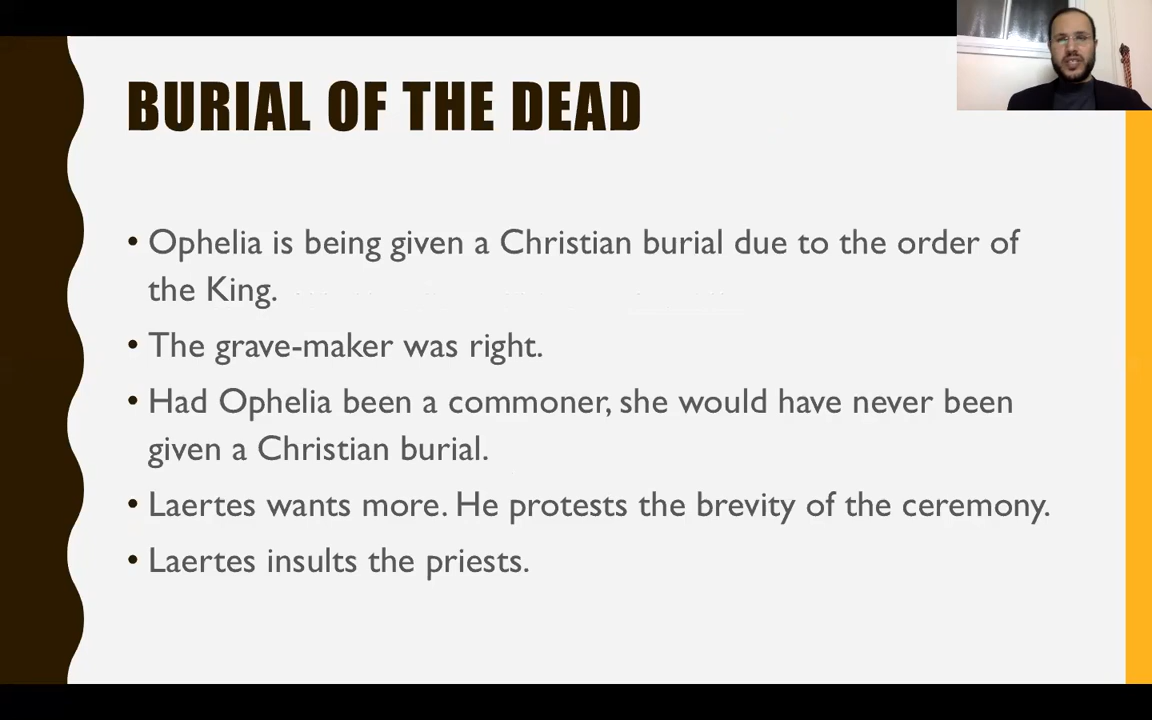 BURIAL OF THE DEAD
• Ophelia is being given a Christian burial due to the order of
the King.
• The grave-maker was right.
• Had Ophelia been a commoner, she would have never been
given a Christian burial.
• Laertes wants more. He protests the brevity of the ceremony.
• Laertes insults the priests.